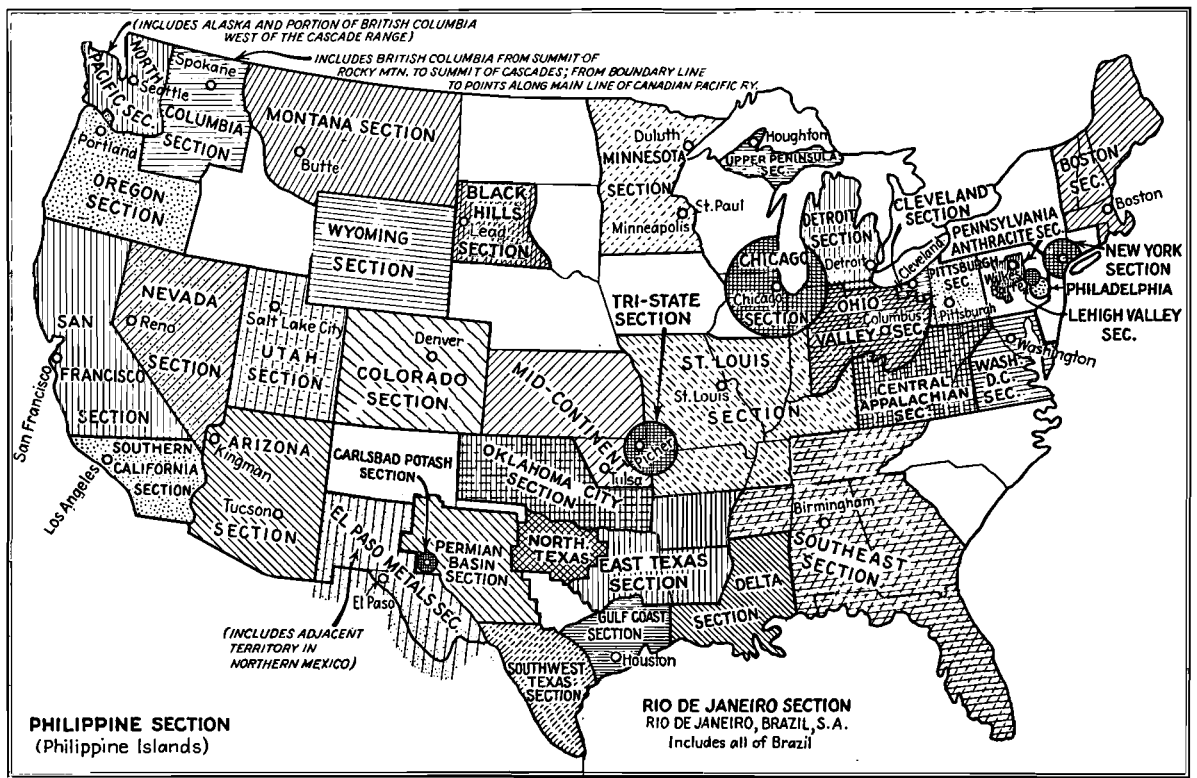 (INCLUDES ALASKA AND PORTION OF BRITISH COLUMBIA
WEST OF THE CASCADE RANGE)
INCLUDES BRITISH COLUMBIA FROM SUMMIT OF
ROCKY MTN. TO SUMMIT OF CASCADES; FROM BOUNDARY LINE
TO POINTS ALONG MAIN LINE OF CANADIAN PACIFIC RY.
NORTH
PACIFIC SEC.
Seattle
Spokane
COLUMBIA
SECTION
MONTANA SECTION
Butte
Portland
OREGON
SECTION
WYOMING
SECTION
BLACK
HILLS
Lead
SECTION
Duluth
MINNESOTA
SECTION
St. Paul
Minneapolis
Houghton
UPPER PENINSULA
SEC.
DETROIT
SECTION
Detroit
CLEVELAND
SECTION
Cleveland
BOSTON
SEC.
Boston
PENNSYLVANIA
ANTHRACITE SEC.
Wilkes
Barre
NEW YORK
SECTION
PHILADELPHIA
LEHIGH VALLEY
SEC.
PITTSBURGH
SEC.
Pittsburgh
CHICAGO
Chicago
SECTION
OHIO
VALLEY SEC.
Columbus
Washington
WASH.
D.C.
SEC.
CENTRAL
APPALACHIAN
SEC.
NEVADA
Reno
SECTION
Salt Lake City
UTAH
SECTION
Denver
COLORADO
SECTION
SAN
FRANCISCO
SECTION
San Francisco
TRI-STATE
SECTION
MID-CONTINENT
Tulsa
Picher
ST. LOUIS
St. Louis
SECTION
SOUTHERN
CALIFORNIA
SECTION
Los Angeles
ARIZONA
Kingman
Tucson
SECTION
CARLSBAD POTASH
SECTION
OKLAHOMA CITY
SECTION
EL PASO METALS SEC.
El Paso
PERMIAN
BASIN
SECTION
NORTH
TEXAS
EAST TEXAS
SECTION
DELTA
SECTION
Birmingham
SOUTHEAST
SECTION
GULF COAST
SECTION
Houston
SOUTHWEST
TEXAS
SECTION
(INCLUDES ADJACENT
TERRITORY IN
NORTHERN MEXICO)
PHILIPPINE SECTION
(Philippine Islands)
RIO DE JANEIRO SECTION
RIO DE JANEIRO, BRAZIL, S.A.
Includes all of Brazil